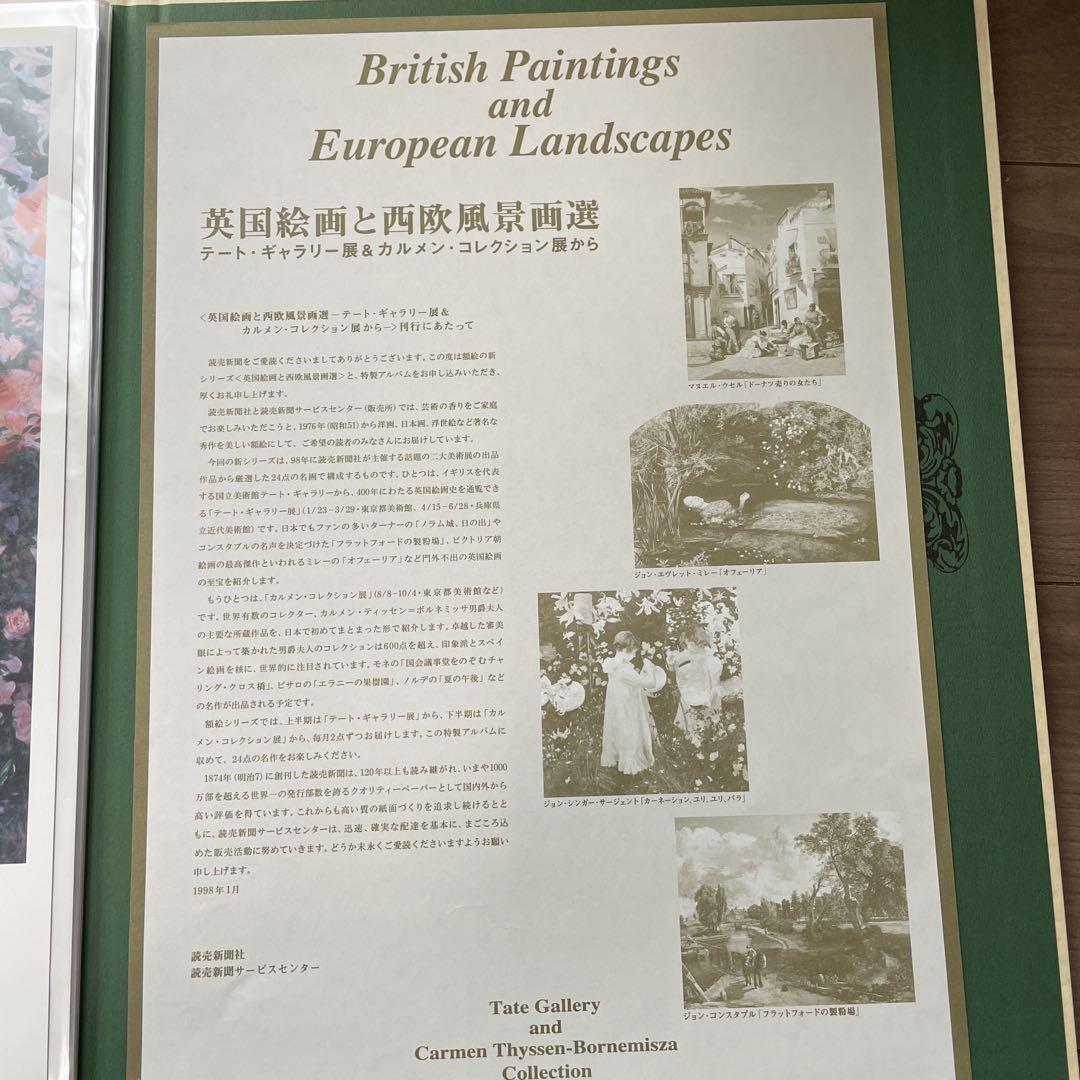 British Paintings
and
European Landscapes
英国絵画と西欧風景画選
テート・ギャラリー展&カルメン・コレクション展から
<英国絵画と西欧風景画選－テート・ギャラリー展&
カルメン・コレクション展から－>刊行にあたって
読売新聞をご愛読くださいましてありがとうございます。この度は額絵の新
シリーズ<英国絵画と西欧風景画選>と、特製アルバムをお申し込みいただき、
厚くお礼申し上げます。
読売新聞社と読売新聞サービスセンター(販売所)では、芸術の香りをご家庭
でお楽しみいただこうと、1976年(昭和51)から洋画、日本画、浮世絵など著名な
秀作を美しい額絵にして、ご希望の読者のみなさんにお届けしています。
今回の新シリーズは、98年に読売新聞社が主催する話題の二大美術展の出品
作品から厳選した24点の名画で構成するものです。ひとつは、イギリスを代表
する国立美術館テート・ギャラリーから、400年にわたる英国絵画史を通覧でき
る「テート・ギャラリー展」(1/23-3/29・東京都美術館、4/15-6/28・兵庫県
立近代美術館)です。日本でもファンの多いターナーの「ノラム城、日の出」や
コンスタブルの名声を決定づけた「フラットフォードの製粉場」、ビクトリア朝
絵画の最高傑作といわれるミレーの「オフェーリア」など門外不出の英国絵画
の至宝を紹介します。
もうひとつは、「カルメン・コレクション展」(8/8-10/4・東京都美術館など)
です。世界有数のコレクター、カルメン・ティッセン=ボルネミッサ男爵夫人
の主要な所蔵作品を、日本で初めてまとまった形で紹介します。卓越した審美
眼によって築かれた男爵夫人のコレクションは600点を超え、印象派とスペイ
ン絵画を核に、世界的に注目されています。モネの「国会議事堂をのぞむチャ
リング・クロス橋」、ピサロの「エラニーの果樹園」、ノルデの「夏の午後」など
の名作が出品される予定です。
額絵シリーズでは、上半期は「テート・ギャラリー展」から、下半期は「カル
メン・コレクション展」から、毎月2点ずつお届けします。この特製アルバムに
収めて、24点の名作をお楽しみください。
1874年(明治7)に創刊した読売新聞は、120年以上も読み継がれ、いまや1000
万部を超える世界一の発行部数を誇るクオリティーペーパーとして国内外から
高い評価を得ています。これからも高い質の紙面づくりを追求し続けるとと
もに、読売新聞サービスセンターは、迅速、確実な配達を基本に、まごころ込
めた販売活動に努めていきます。どうか末永くご愛読くださいますようお願い
申し上げます。
1998年1月
読売新聞社
読売新聞サービスセンター
マヌエル・ウセル「ドーナツ売りの女たち」
ジョン・エヴレット・ミレー「オフェーリア」
ジョン・シンガー・サージェント「カーネーション、ユリ、ユリ、バラ」
ジョン・コンスタブル「フラットフォードの製粉場」
Tate Gallery
and
Carmen Thyssen-Bornemisza
Collection